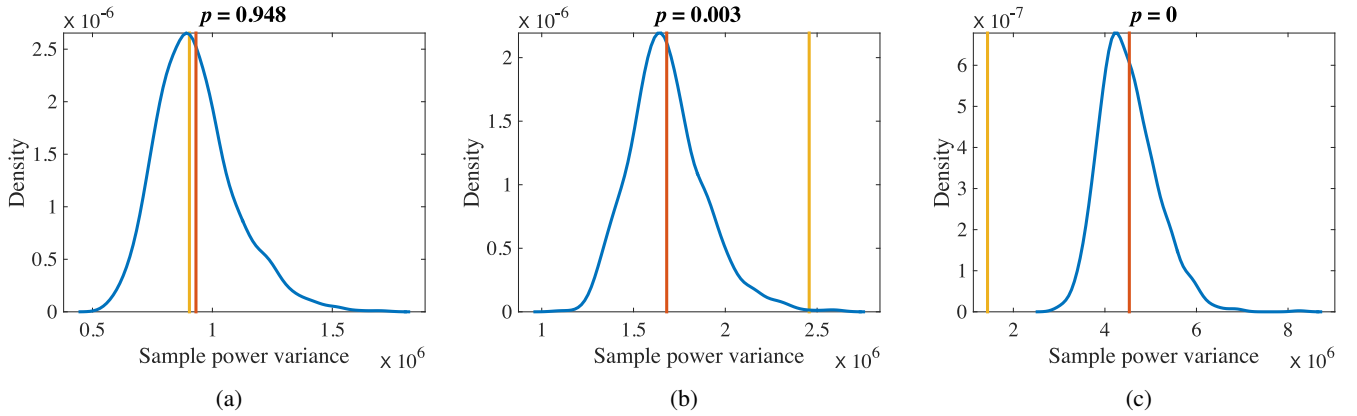 × 10^-6
p = 0.948
2.5
2
1.5
1
0.5
0
Density
0.5
1
1.5
× 10^6
Sample power variance
(a)
× 10^-6
p = 0.003
2
1.5
1
0.5
0
Density
1
1.5
2
2.5
× 10^6
Sample power variance
(b)
× 10^-7
p = 0
6
5
4
3
2
1
0
Density
2
4
6
8
× 10^6
Sample power variance
(c)